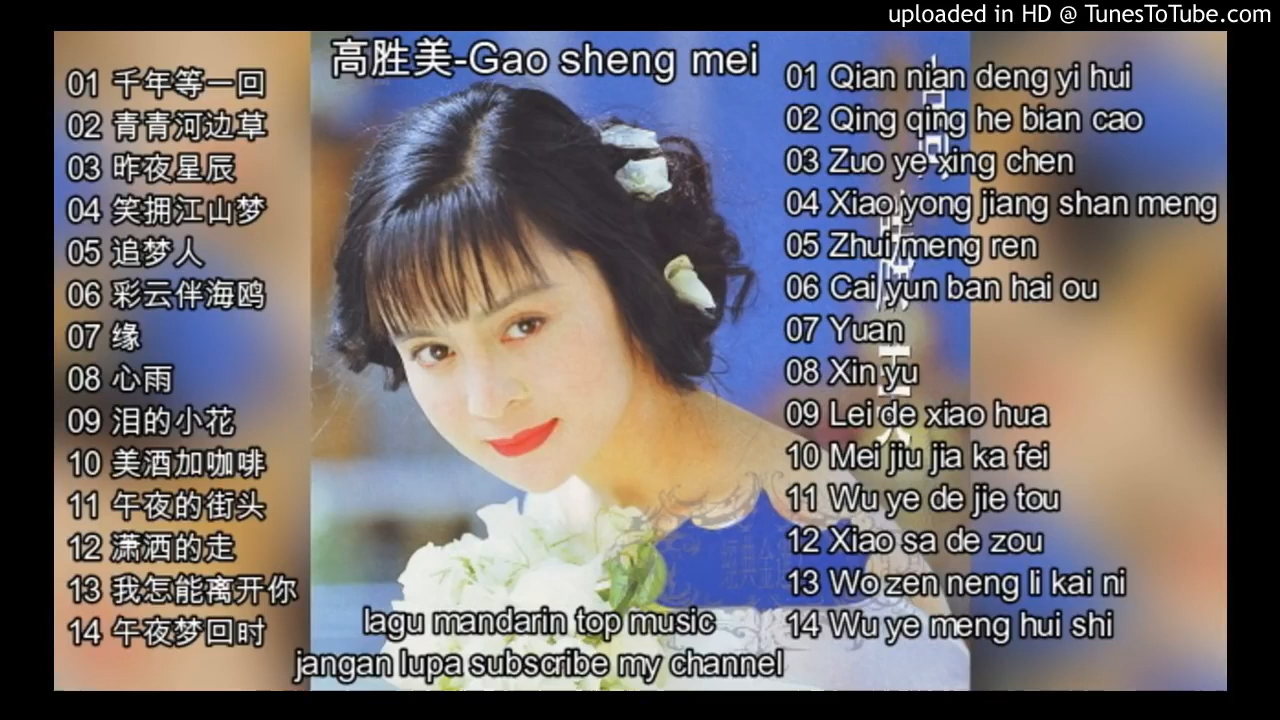 uploaded in HD @ TunesToTube.com
高胜美-Gao sheng mei
01 千年等一回
02 青青河边草
03 昨夜星辰
04 笑拥江山梦
05 追梦人
06 彩云伴海鸥
07 缘
08 心雨
09 泪的小花
10 美酒加咖啡
11 午夜的街头
12 潇洒的走
13 我怎能离开你
14 午夜梦回时
01 Qian nian deng yi hui
02 Qing qing he bian cao
03 Zuo ye xing chen
04 Xiao yong jiang shan meng
05 Zhui meng ren
06 Cai yun ban hai ou
07 Yuan
08 Xin yu
09 Lei de xiao hua
10 Mei jiu jia ka fei
11 Wu ye de jie tou
12 Xiao sa de zou
13 Wo zen neng li kai ni
14 Wu ye meng hui shi
lagu mandarin top music
jangan lupa subscribe my channel